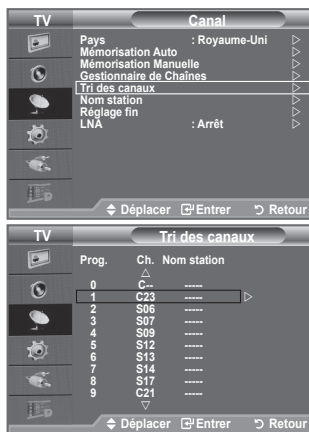 TV Canal
Pays : Royaume-Uni
Mémorisation Auto
Mémorisation Manuelle
Gestionnaire de Chaînes
Tri des canaux
Nom station
Réglage fin
LNA : Arrêt
Déplacer Entrer Retour
TV Tri des canaux
Prog. Ch. Nom station
0 C-- -----
1 C23 -----
2 S06 -----
3 S07 -----
4 S09 -----
5 S12 -----
6 S13 -----
7 S14 -----
8 S17 -----
9 C21 -----
Déplacer Entrer Retour